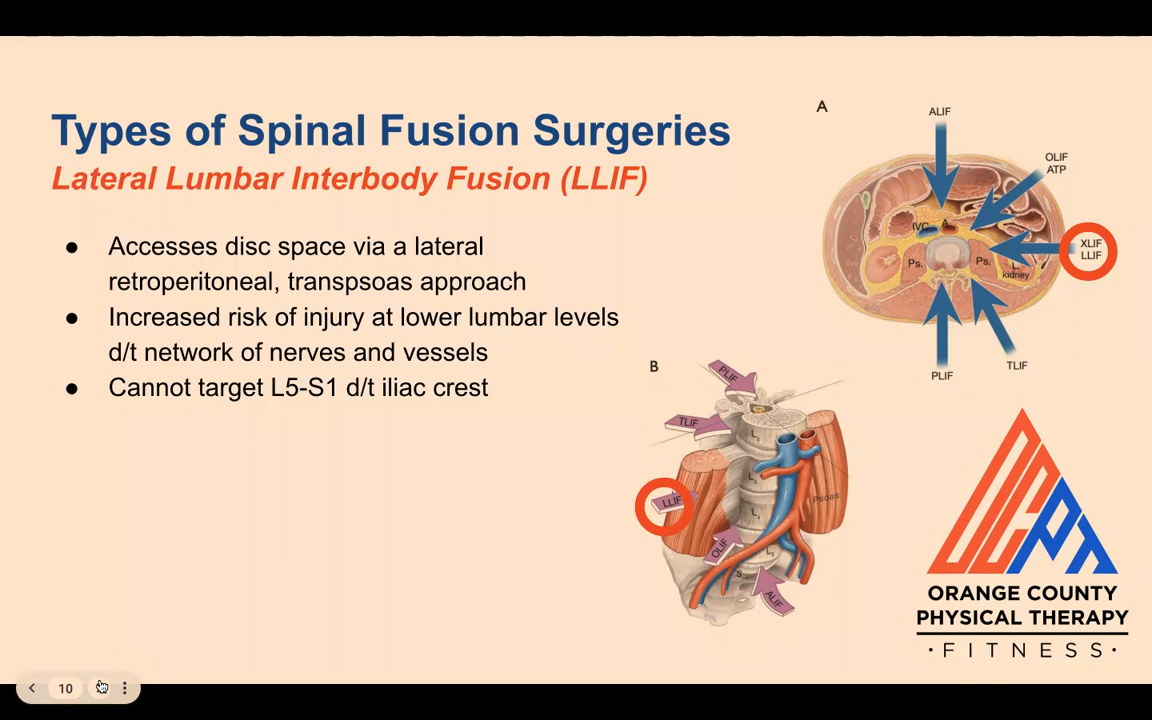 Types of Spinal Fusion Surgeries
Lateral Lumbar Interbody Fusion (LLIF)
● Accesses disc space via a lateral
retroperitoneal, transpsoas approach
● Increased risk of injury at lower lumbar levels
d/t network of nerves and vessels
● Cannot target L5-S1 d/t iliac crest
A
ALIF
OLIF
ATP
XLIF
LLIF
IVC
A
Ps.
Ps.
L
kidney
PLIF
TLIF
B
PLIF
TLIF
LLIF
OLIF
ALIF
Psoas
OCPT
ORANGE COUNTY
PHYSICAL THERAPY
·FITNESS·
10